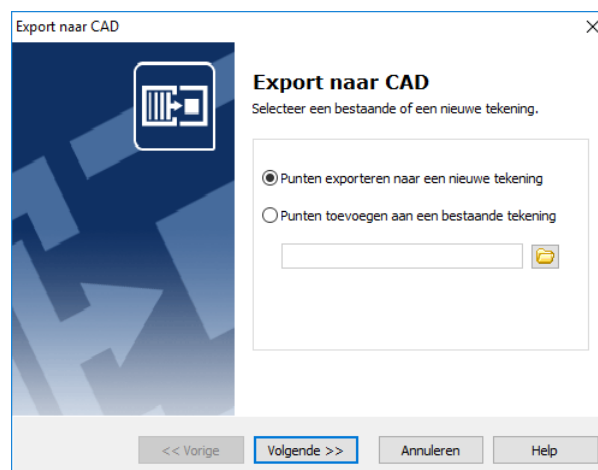 Export naar CAD
Export naar CAD
Selecteer een bestaande of een nieuwe tekening.
Punten exporteren naar een nieuwe tekening
Punten toevoegen aan een bestaande tekening
<< Vorige
Volgende >>
Annuleren
Help